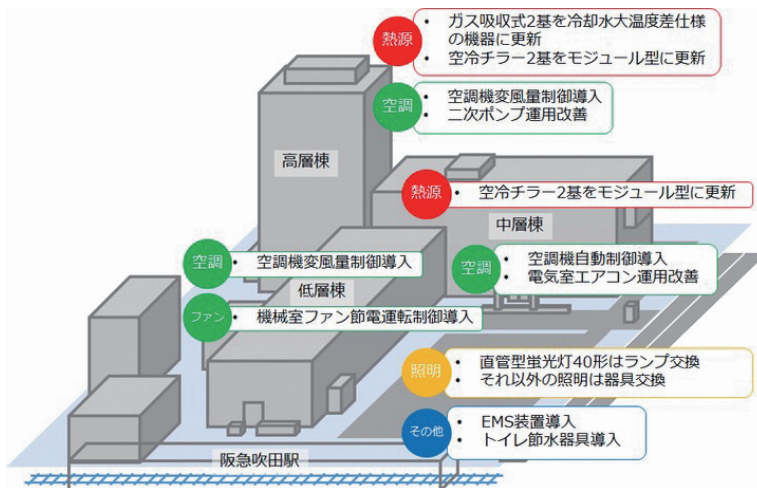 熱源
・ ガス吸収式2基を冷却水大温度差仕様
の機器に更新
・ 空冷チラー2基をモジュール型に更新
空調
・ 空調機変風量制御導入
・ 二次ポンプ運用改善
高層棟
熱源
・ 空冷チラー2基をモジュール型に更新
中層棟
空調
・ 空調機変風量制御導入
空調
・ 空調機自動制御導入
・ 電気室エアコン運用改善
低層棟
ファン
・ 機械室ファン節電運転制御導入
照明
・ 直管型蛍光灯40形はランプ交換
・ それ以外の照明は器具交換
その他
・ EMS装置導入
・ トイレ節水器具導入
阪急吹田駅